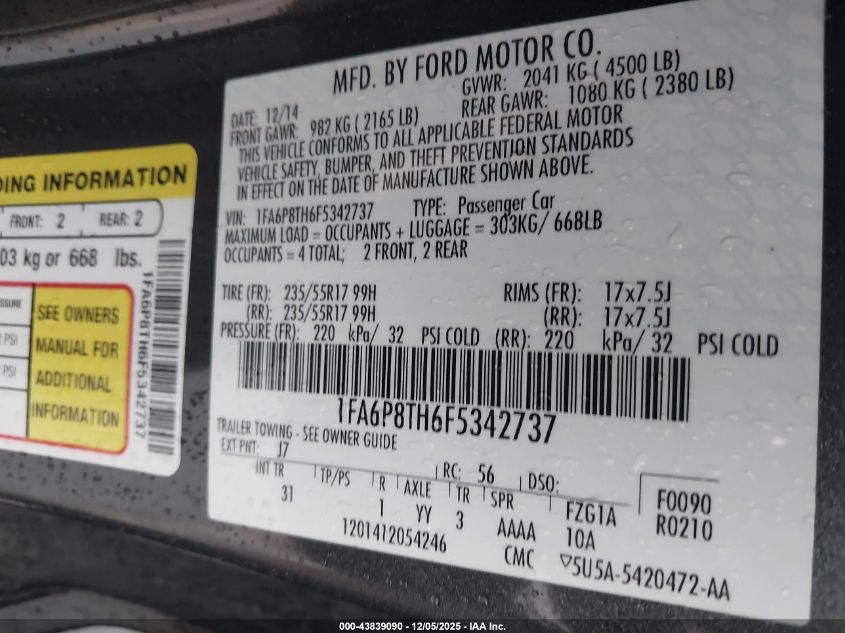 MFD. BY FORD MOTOR CO.
DATE: 12/14 GVWR: 2041 KG ( 4500 LB)
FRONT GAWR: 982 KG ( 2165 LB) REAR GAWR: 1080 KG ( 2380 LB)
THIS VEHICLE CONFORMS TO ALL APPLICABLE FEDERAL MOTOR
VEHICLE SAFETY, BUMPER, AND THEFT PREVENTION STANDARDS
IN EFFECT ON THE DATE OF MANUFACTURE SHOWN ABOVE.
VIN: 1FA6P8TH6F5342737 TYPE: Passenger Car
MAXIMUM LOAD = OCCUPANTS + LUGGAGE = 303KG/ 668LB
OCCUPANTS = 4 TOTAL; 2 FRONT, 2 REAR
TIRE (FR): 235/55R17 99H RIMS (FR): 17x7.5J
(RR): 235/55R17 99H (RR): 17x7.5J
PRESSURE (FR): 220 kPa/ 32 PSI COLD (RR): 220 kPa/ 32 PSI COLD
1FA6P8TH6F5342737
TRAILER TOWING - SEE OWNER GUIDE
EXT PNT: J7 RC: 56 DSO:
INT TR TP/PS R AXLE TR SPR
31 1 YY 3 AAAA FZG1A F0090
1201412054246 CMC 10A R0210
▽5U5A-5420472-AA
DING INFORMATION
FRONT: 2 REAR: 2
03 kg or 668 lbs.
SSURE
PSI
PSI
SEE OWNERS
MANUAL FOR
ADDITIONAL
INFORMATION
1FA6P8TH6F5342737
000-43839090 - 12/05/2025 - IAA Inc.